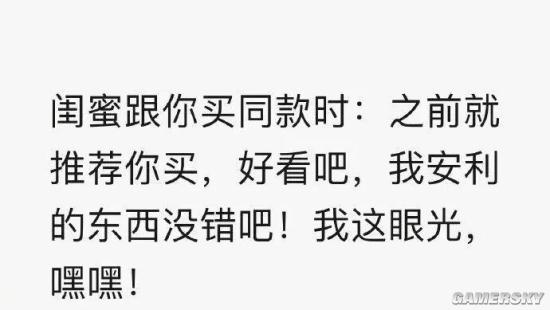 闺蜜跟你买同款时：之前就
推荐你买，好看吧，我安利
的东西没错吧！我这眼光，
嘿嘿！
GAMERSKY